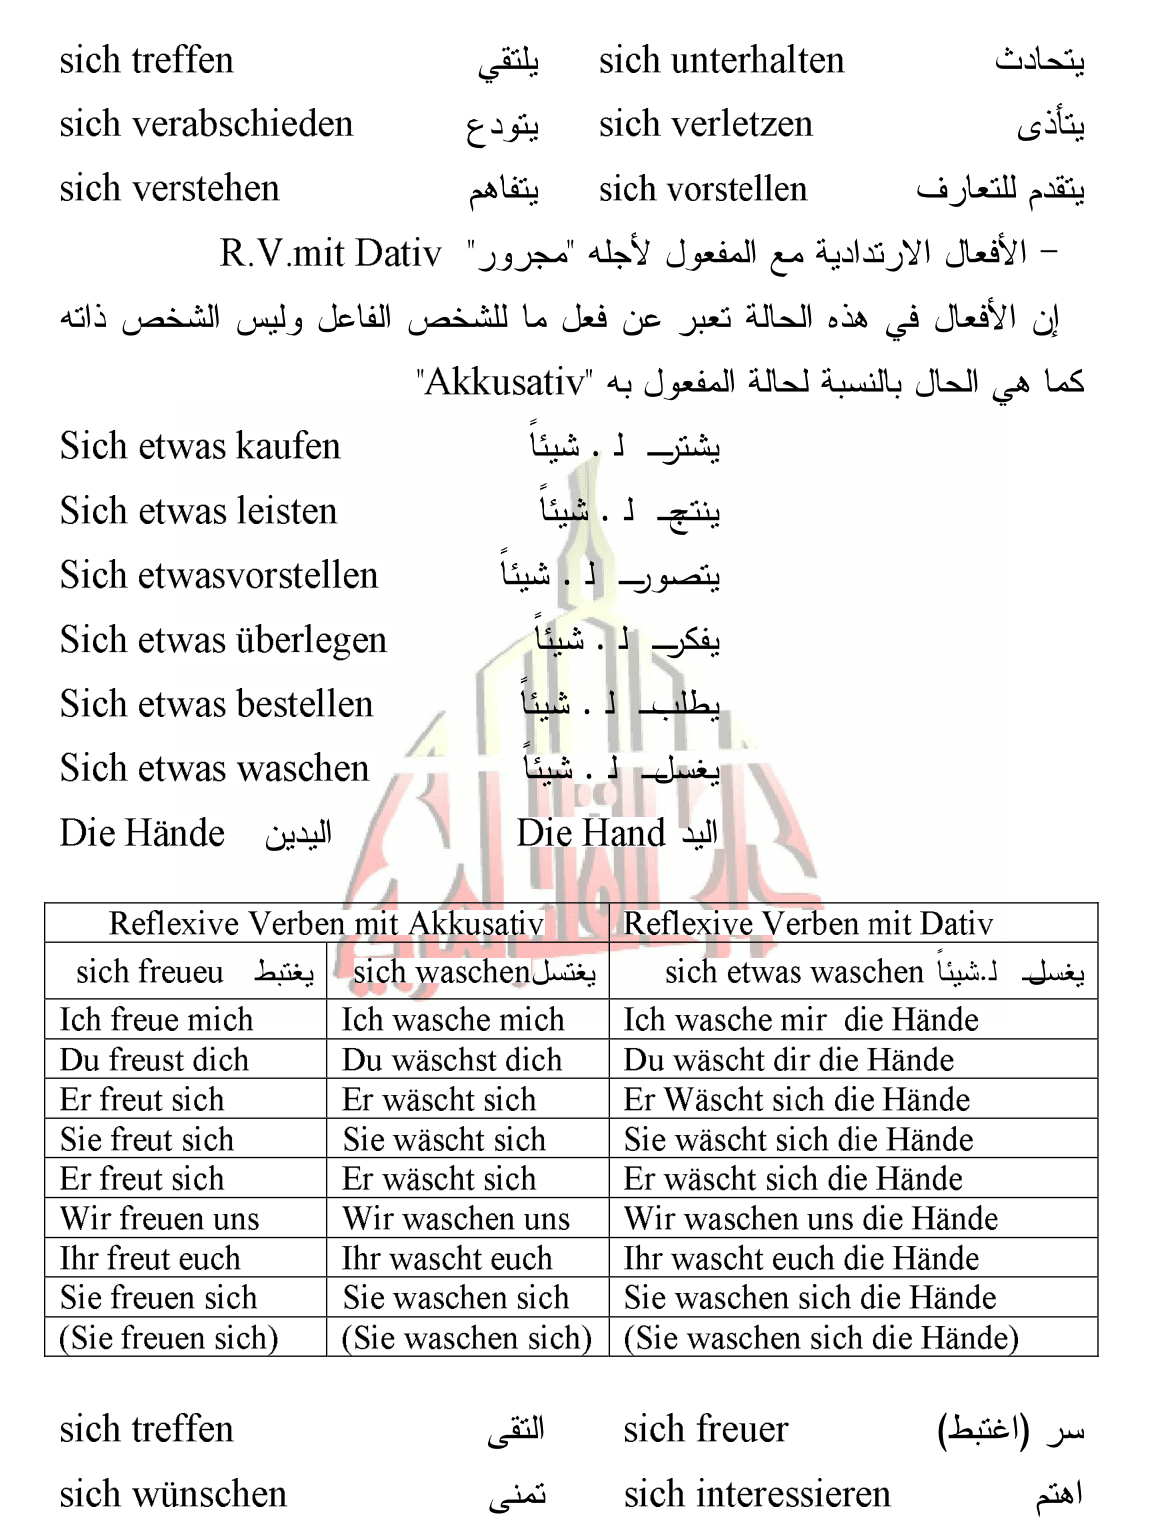 sich treffen يلتقي sich unterhalten يتحادث
sich verabschieden يتودع sich verletzen يتأذى
sich verstehen يتفاهم sich vorstellen يتقدم للتعارف
- الأفعال الارتدادية مع المفعول لأجله "مجرور" R.V.mit Dativ
إن الأفعال في هذه الحالة تعبر عن فعل ما للشخص الفاعل وليس الشخص ذاته
كما هي الحال بالنسبة لحالة المفعول به "Akkusativ"
Sich etwas kaufen يشترـ لـ . شيئاً
Sich etwas leisten ينتجـ لـ . شيئاً
Sich etwasvorstellen يتصورـ لـ . شيئاً
Sich etwas überlegen يفكرـ لـ . شيئاً
Sich etwas bestellen يطلبـ لـ . شيئاً
Sich etwas waschen يغسلـ لـ . شيئاً
Die Hände اليدين Die Hand اليد
Reflexive Verben mit Akkusativ Reflexive Verben mit Dativ
sich freueu يغتبط sich waschen يغتسل sich etwas waschen يغسلـ لـ.شيئاً
Ich freue mich Ich wasche mich Ich wasche mir die Hände
Du freust dich Du wäschst dich Du wäscht dir die Hände
Er freut sich Er wäscht sich Er Wäscht sich die Hände
Sie freut sich Sie wäscht sich Sie wäscht sich die Hände
Er freut sich Er wäscht sich Er wäscht sich die Hände
Wir freuen uns Wir waschen uns Wir waschen uns die Hände
Ihr freut euch Ihr wascht euch Ihr wascht euch die Hände
Sie freuen sich Sie waschen sich Sie waschen sich die Hände
(Sie freuen sich) (Sie waschen sich) (Sie waschen sich die Hände)
sich treffen التقى sich freuer سر (اغتبط)
sich wünschen تمنى sich interessieren اهتم